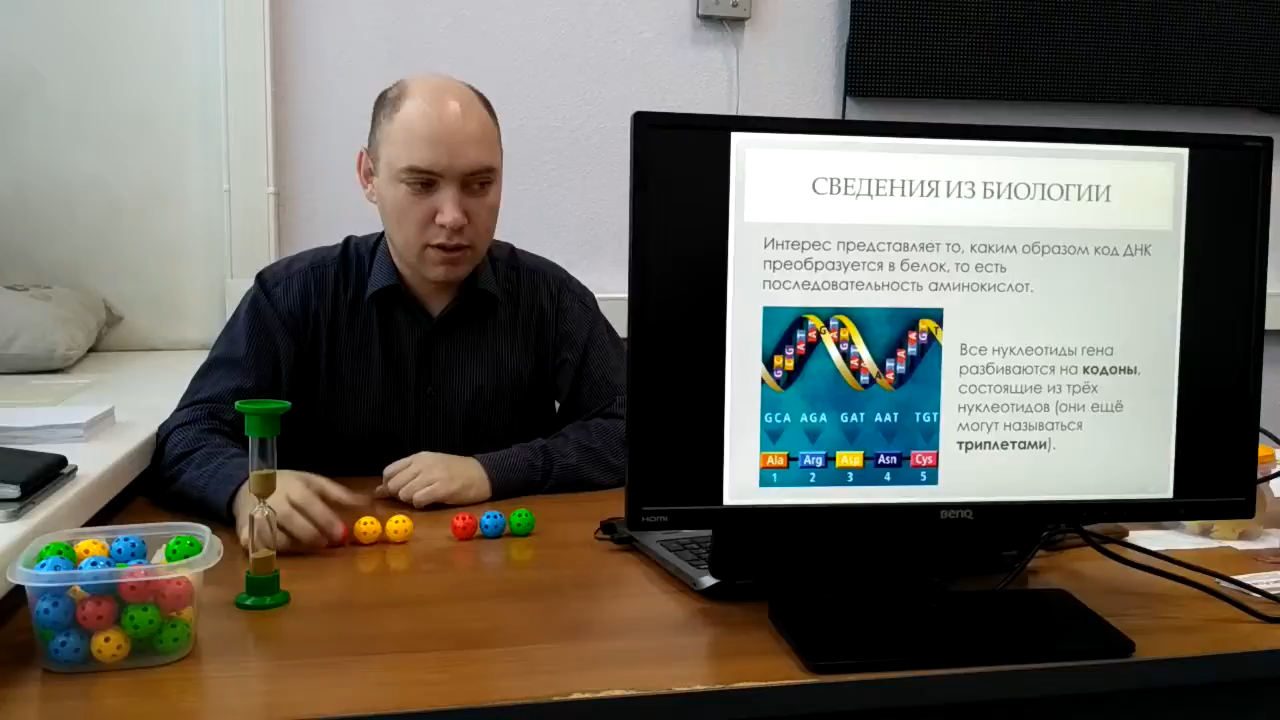 СВЕДЕНИЯ ИЗ БИОЛОГИИ
Интерес представляет то, каким образом код ДНК
преобразуется в белок, то есть
последовательность аминокислот.
GCA AGA GAT AAT TGT
Ala Arg Asp Asn Cys
1 2 3 4 5
Все нуклеотиды гена
разбиваются на кодоны,
состоящие из трёх
нуклеотидов (они ещё
могут называться
триплетами).
HDMI
BenQ